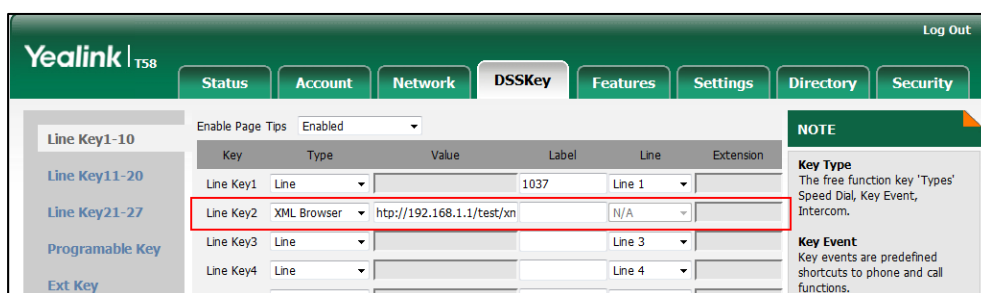 Log Out
Yealink | T58
Status Account Network DSSKey Features Settings Directory Security
Line Key1-10
Line Key11-20
Line Key21-27
Programable Key
Ext Key
Enable Page Tips Enabled
Key Type Value Label Line Extension
Line Key1 Line 1037 Line 1
Line Key2 XML Browser http://192.168.1.1/test/xn N/A
Line Key3 Line Line 3
Line Key4 Line Line 4
NOTE
Key Type
The free function key 'Types'
Speed Dial, Key Event,
Intercom.
Key Event
Key events are predefined
shortcuts to phone and call
functions.